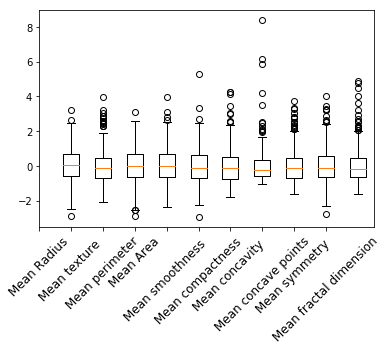 8
6
4
2
0
−2
Mean Radius
Mean texture
Mean perimeter
Mean Area
Mean smoothness
Mean compactness
Mean concavity
Mean concave points
Mean symmetry
Mean fractal dimension